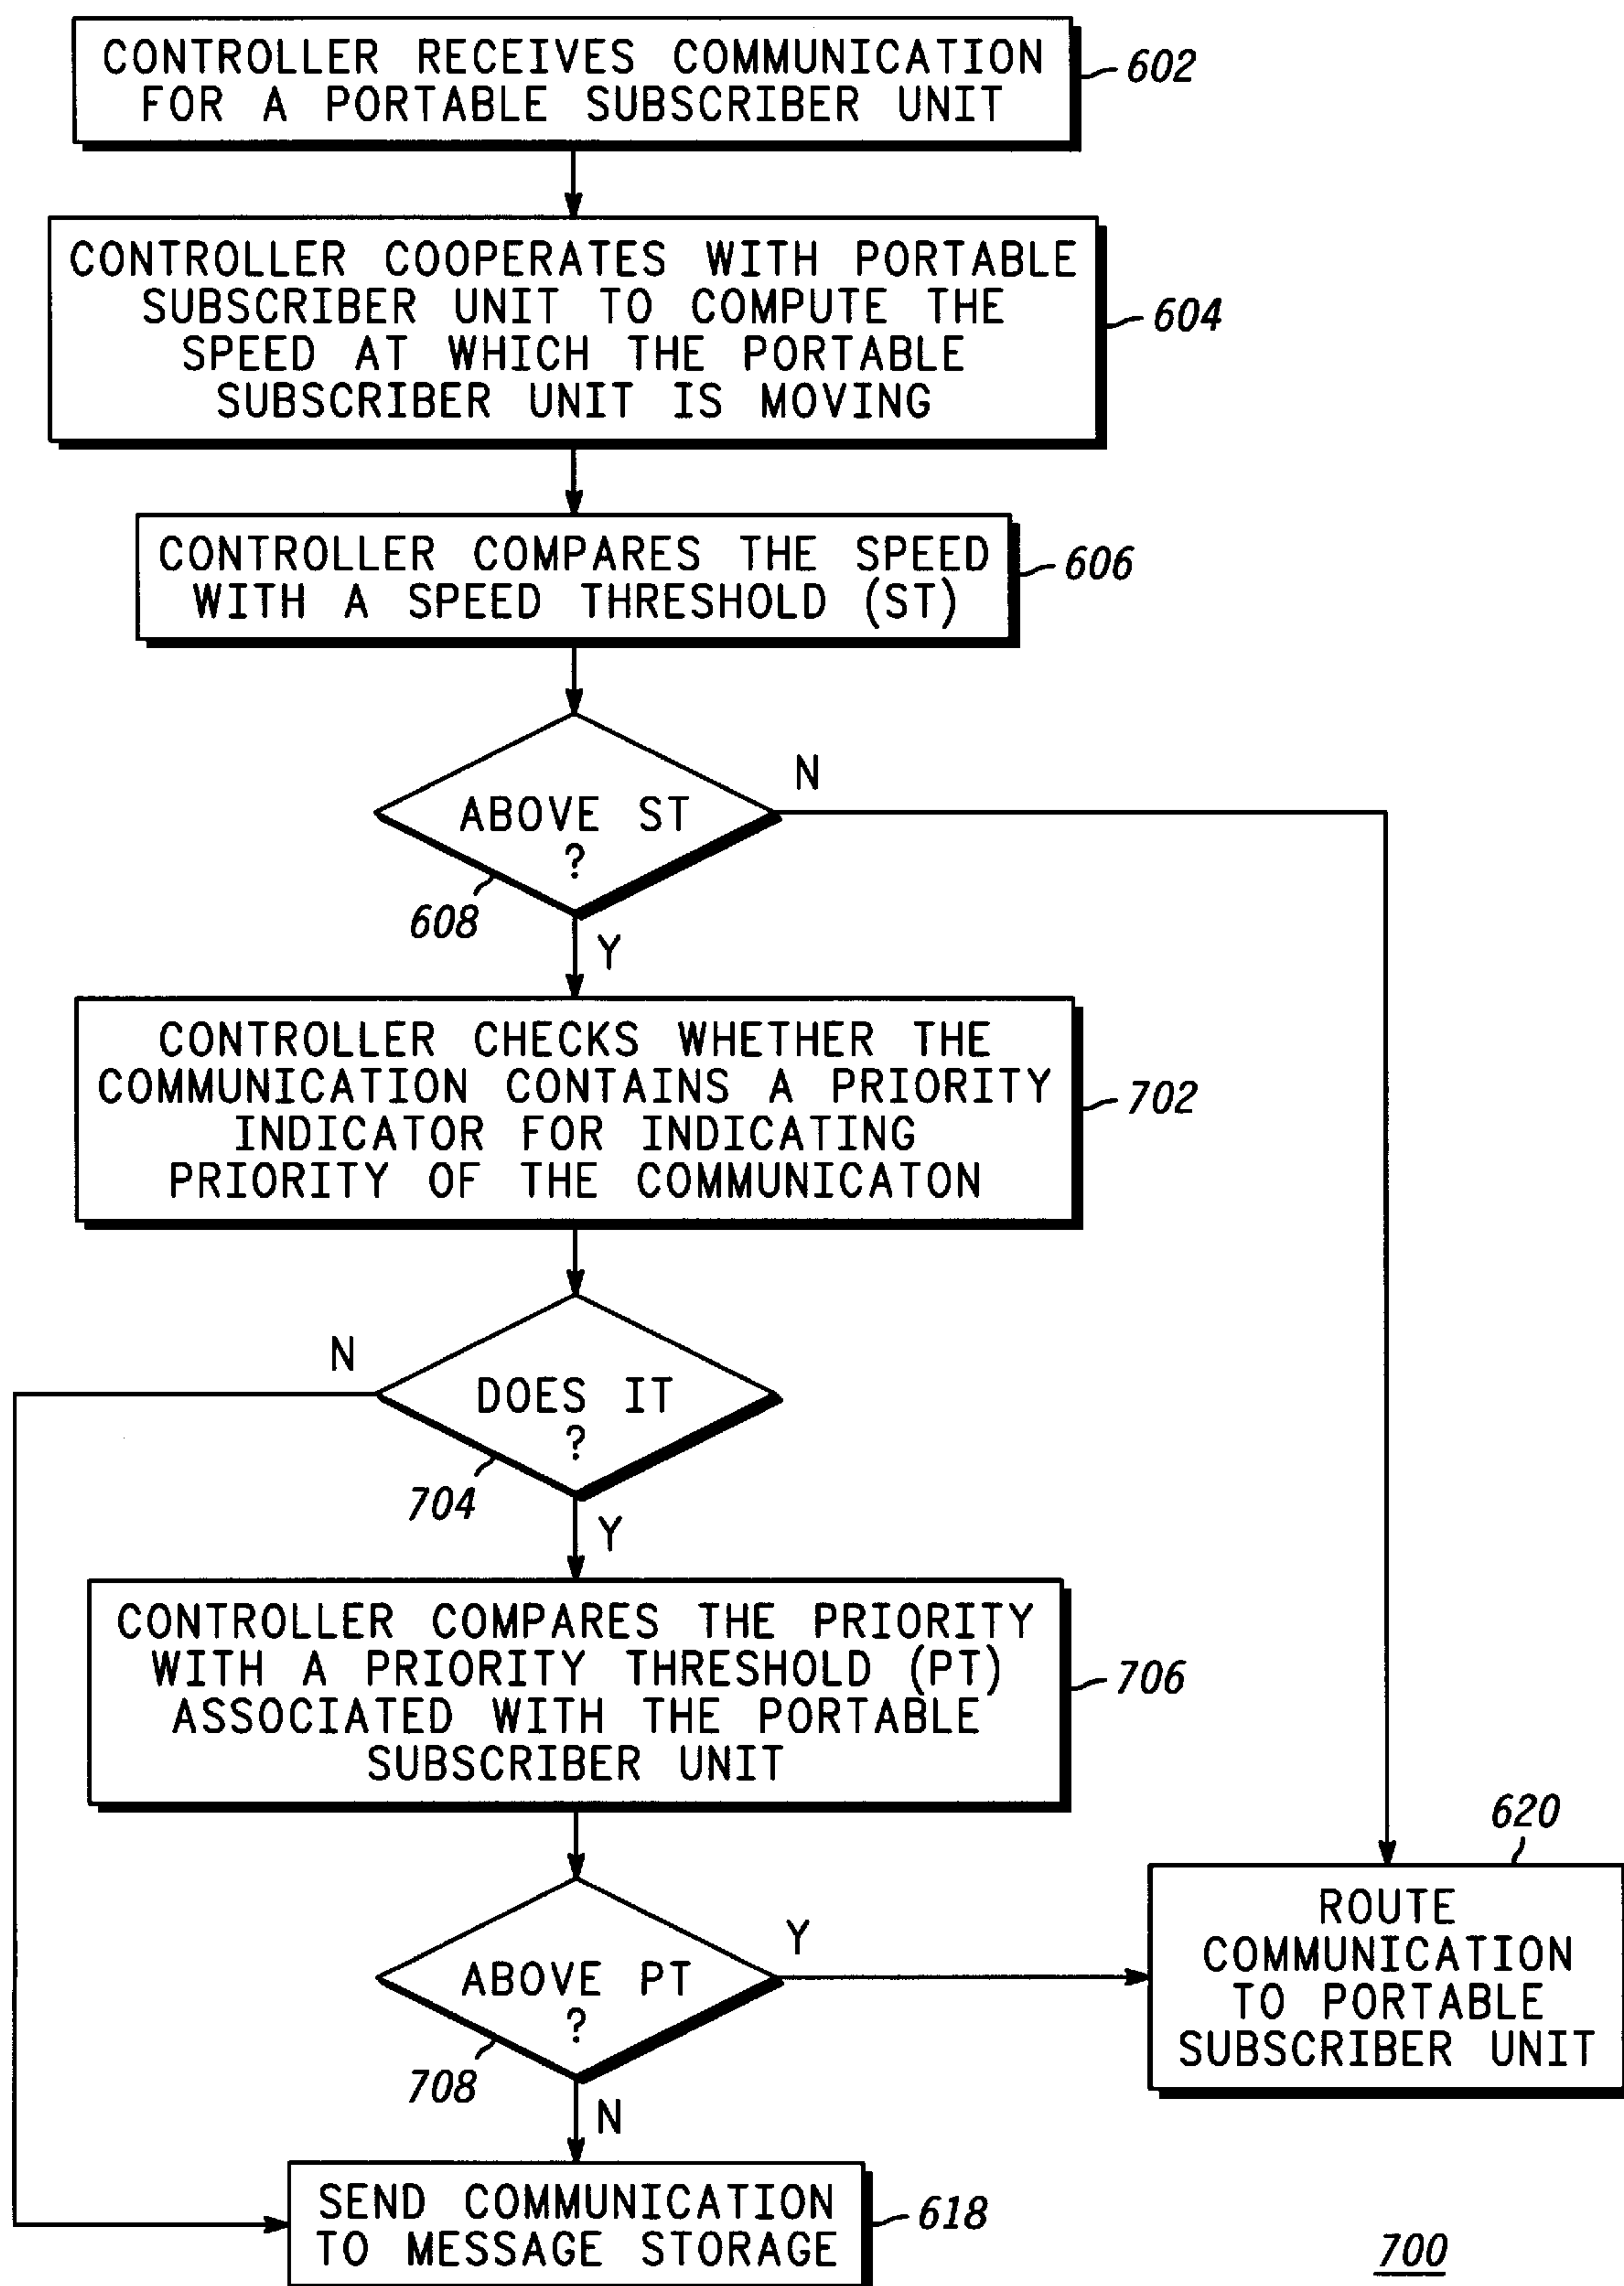 CONTROLLER RECEIVES COMMUNICATION
FOR A PORTABLE SUBSCRIBER UNIT
602
CONTROLLER COOPERATES WITH PORTABLE
SUBSCRIBER UNIT TO COMPUTE THE
SPEED AT WHICH THE PORTABLE
SUBSCRIBER UNIT IS MOVING
604
CONTROLLER COMPARES THE SPEED
WITH A SPEED THRESHOLD (ST)
606
ABOVE ST
?
608
N
Y
CONTROLLER CHECKS WHETHER THE
COMMUNICATION CONTAINS A PRIORITY
INDICATOR FOR INDICATING
PRIORITY OF THE COMMUNICATON
702
N
DOES IT
?
704
Y
CONTROLLER COMPARES THE PRIORITY
WITH A PRIORITY THRESHOLD (PT)
ASSOCIATED WITH THE PORTABLE
SUBSCRIBER UNIT
706
ABOVE PT
?
708
Y
N
620
ROUTE
COMMUNICATION
TO PORTABLE
SUBSCRIBER UNIT
SEND COMMUNICATION
TO MESSAGE STORAGE
618
700